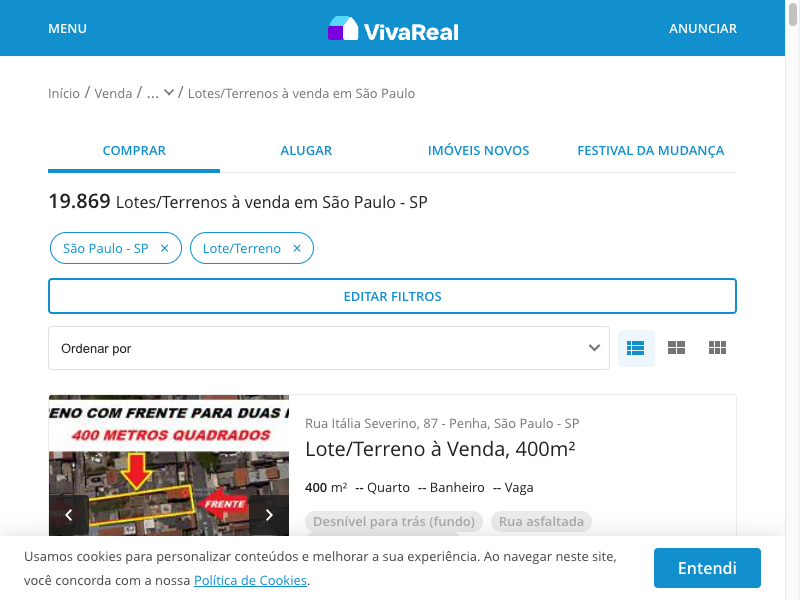 MENU
VivaReal
ANUNCIAR
Início / Venda / ... / Lotes/Terrenos à venda em São Paulo
COMPRAR
ALUGAR
IMÓVEIS NOVOS
FESTIVAL DA MUDANÇA
19.869 Lotes/Terrenos à venda em São Paulo - SP
São Paulo - SP ×
Lote/Terreno ×
EDITAR FILTROS
Ordenar por
ENO COM FRENTE PARA DUAS
400 METROS QUADRADOS
FRENTE
Rua Itália Severino, 87 - Penha, São Paulo - SP
Lote/Terreno à Venda, 400m²
400 m² -- Quarto -- Banheiro -- Vaga
Desnível para trás (fundo)
Rua asfaltada
Usamos cookies para personalizar conteúdos e melhorar a sua experiência. Ao navegar neste site,
você concorda com a nossa Política de Cookies.
Entendi